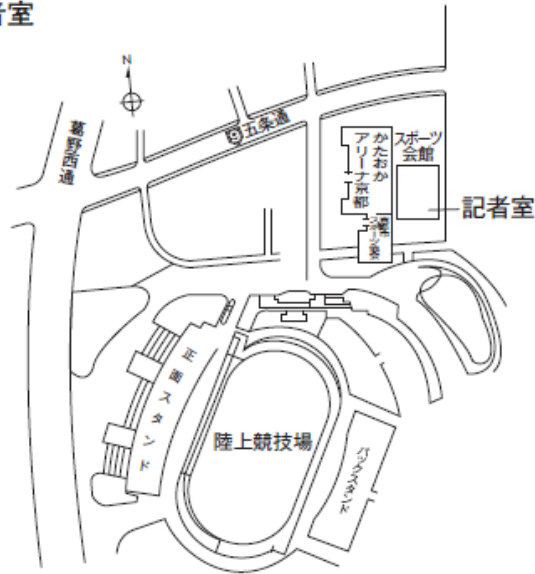 者室
N
葛野西通
9
五条通
かたおか
アリーナ京都
スポーツ
会館
記者室
正面スタンド
陸上競技場
バックスタンド